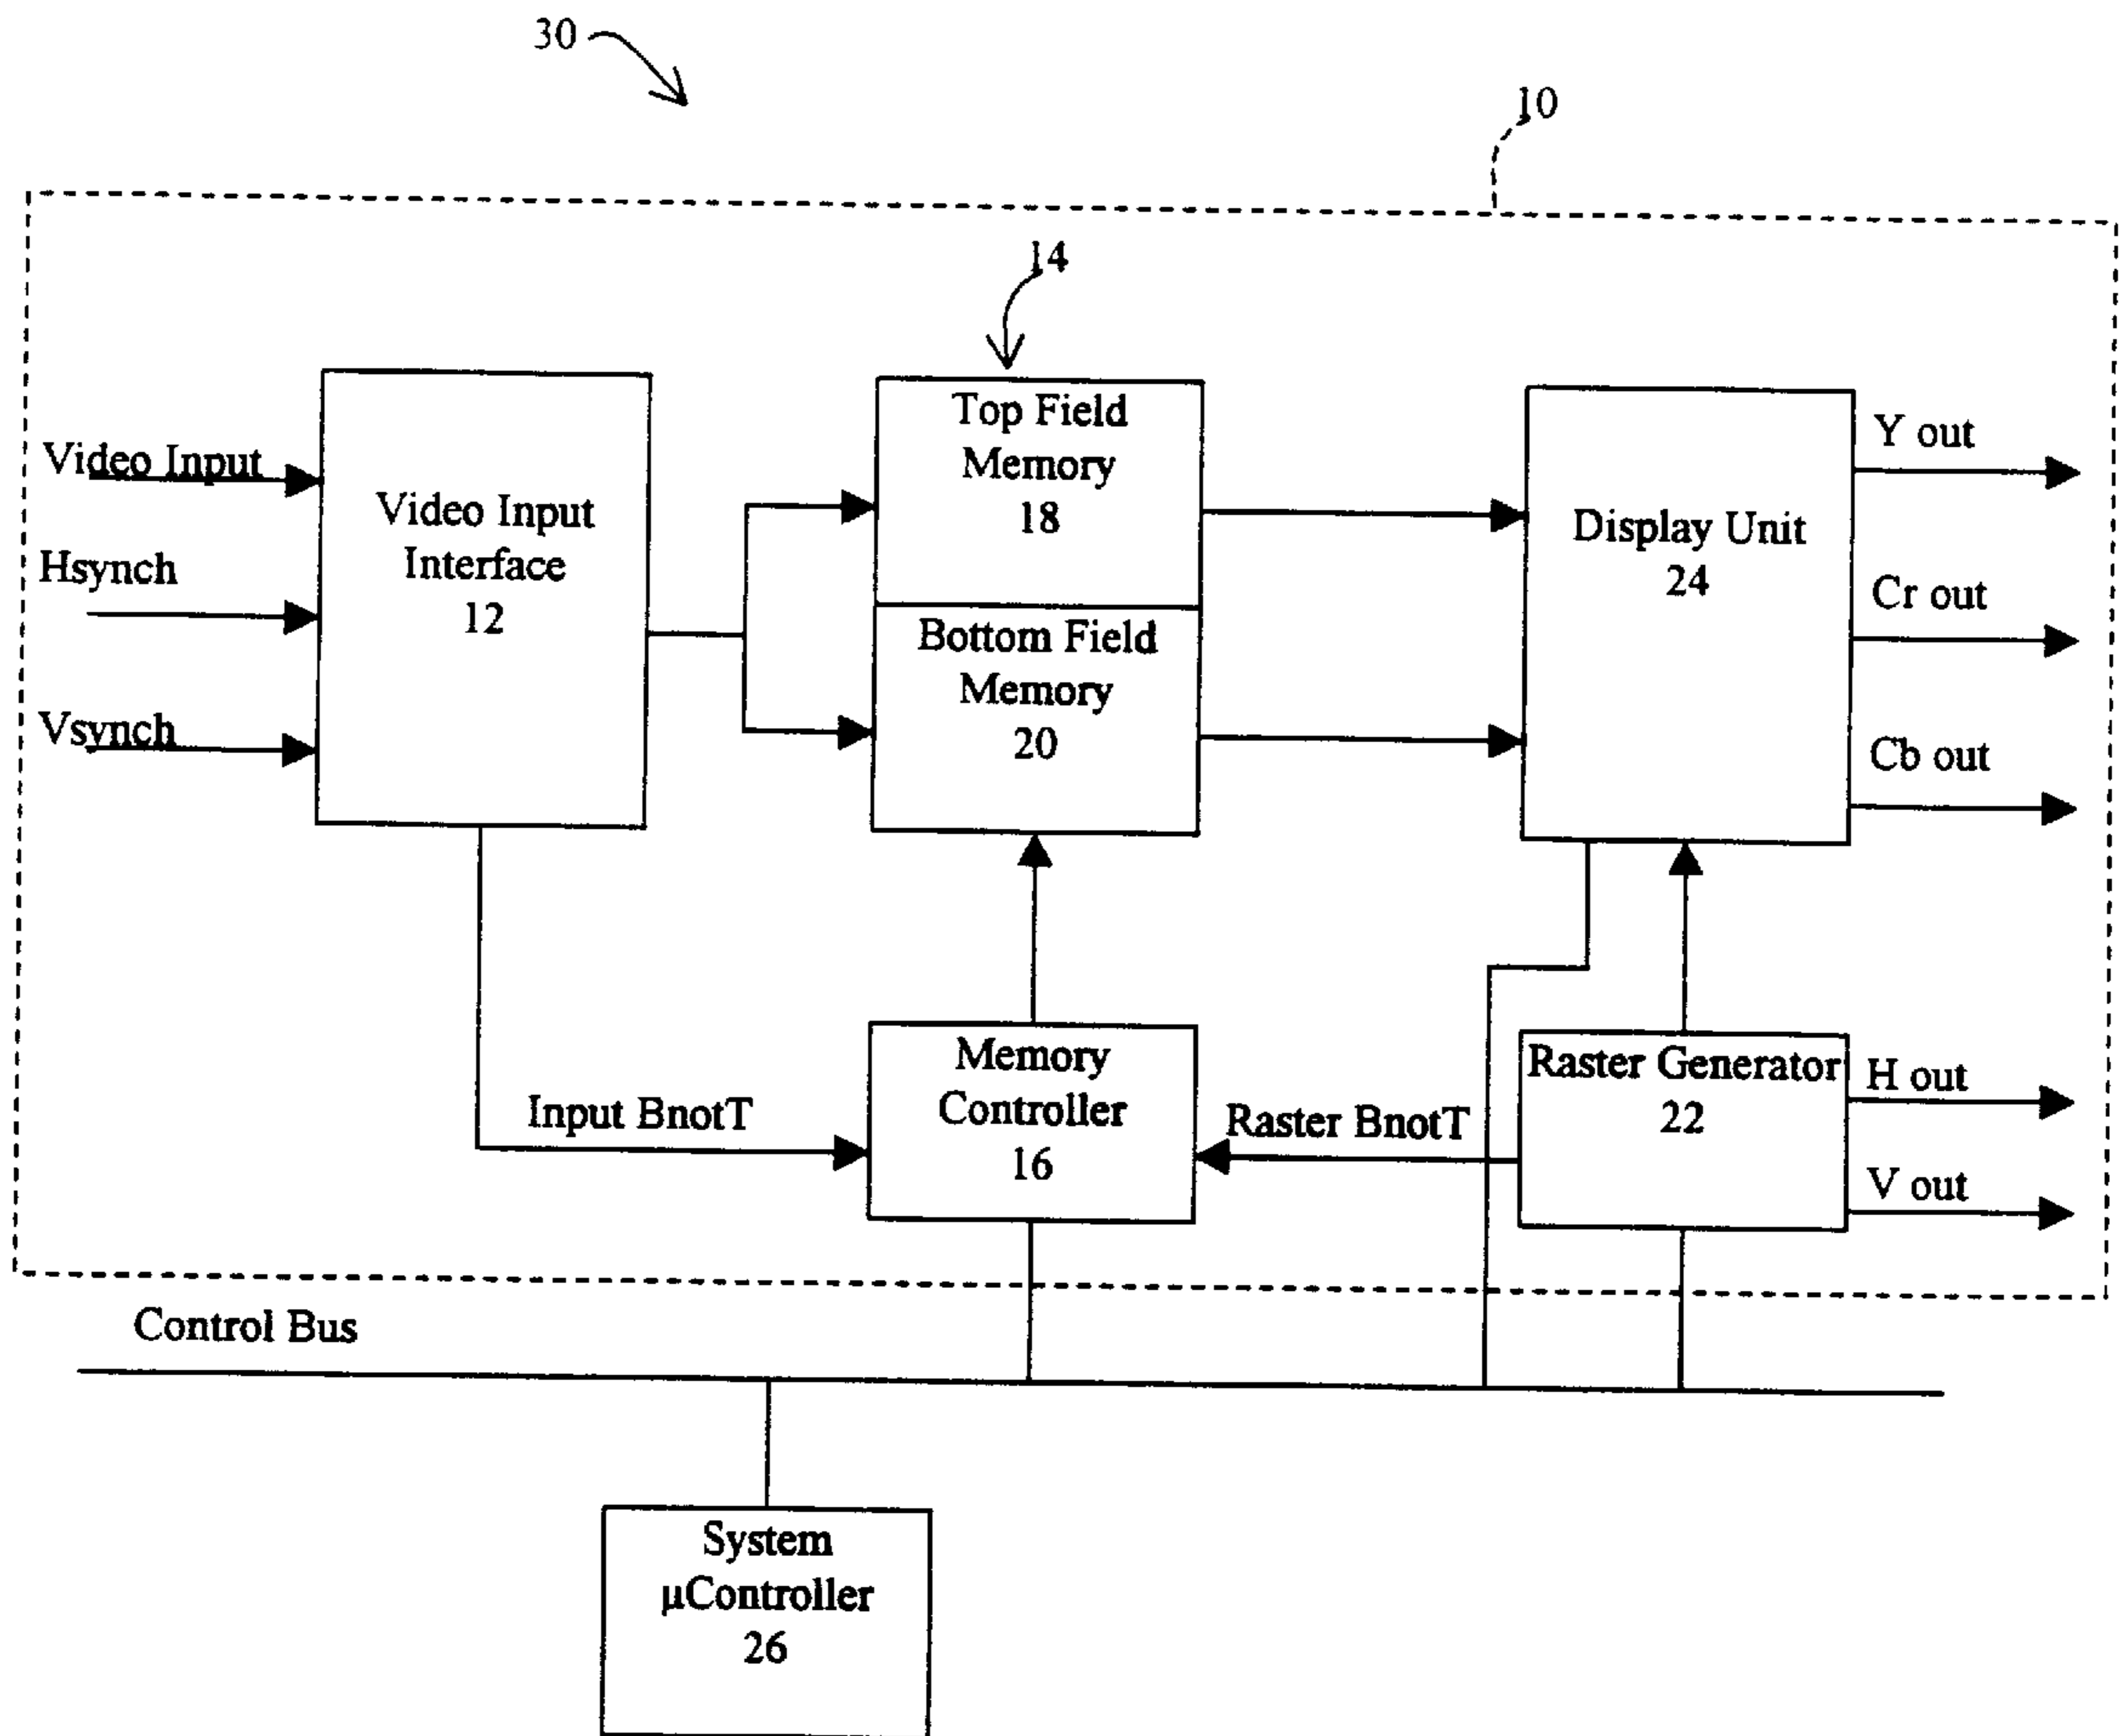 30
10
14
Video Input
Hsynch
Vsynch
Video Input
Interface
12
Top Field
Memory
18
Bottom Field
Memory
20
Display Unit
24
Y out
Cr out
Cb out
Input BnotT
Memory
Controller
16
Raster BnotT
Raster Generator
22
H out
V out
Control Bus
System
µController
26